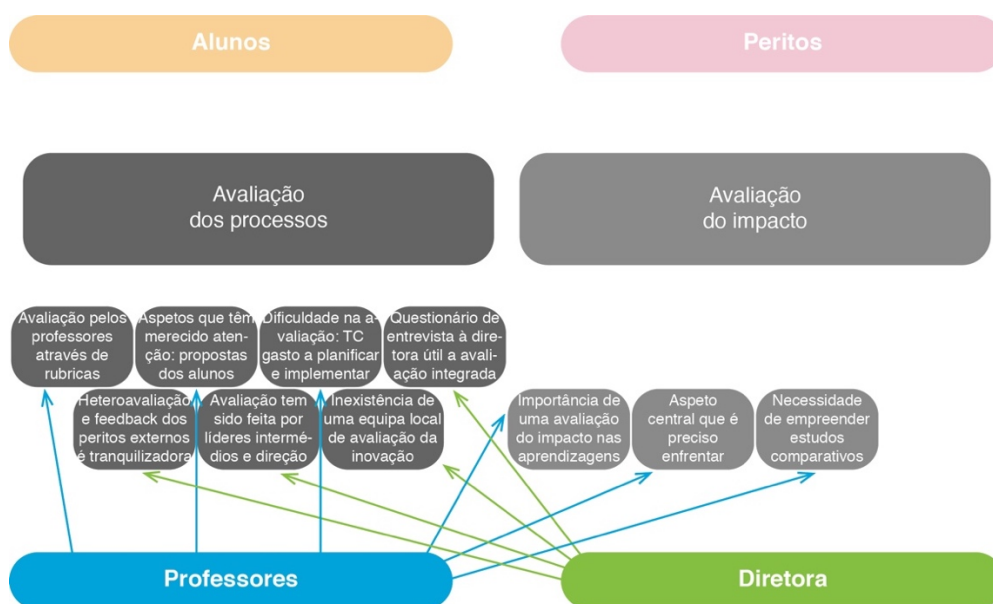 Alunos
Peritos
Avaliação
dos processos
Avaliação
do impacto
Avaliação pelos
professores
através de
rubricas
Aspetos que têm
merecido aten-
ção: propostas
dos alunos
Dificuldade na a-
valiação: TC
gasto a planificar
e implementar
Questionário de
entrevista à dire-
tora útil a avali-
ação integrada
Heteroavaliação
e feedback dos
peritos externos
é tranquilizadora
Avaliação tem
sido feita por
líderes intermé-
dios e direção
Inexistência de
uma equipa local
de avaliação da
inovação
Importância de
uma avaliação
do impacto nas
aprendizagens
Aspeto
central que é
preciso
enfrentar
Necessidade
de empreender
estudos
comparativos
Professores
Diretora